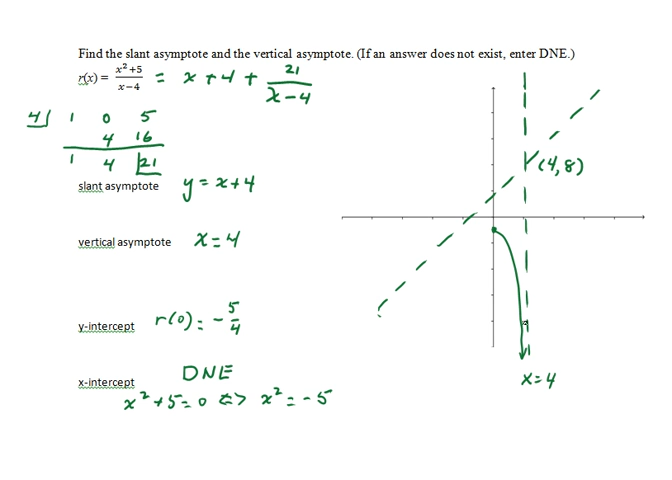 Find the slant asymptote and the vertical asymptote. (If an answer does not exist, enter DNE.)
r(x) = x²+5 / x−4 = x + 4 + 21 / x−4
4 | 1 0 5
4 16
1 4 21
slant asymptote y = x+4
(4, 8)
vertical asymptote x = 4
y-intercept r(0) = − 5/4
x-intercept DNE
x = 4
x² + 5 = 0 <=> x² = −5